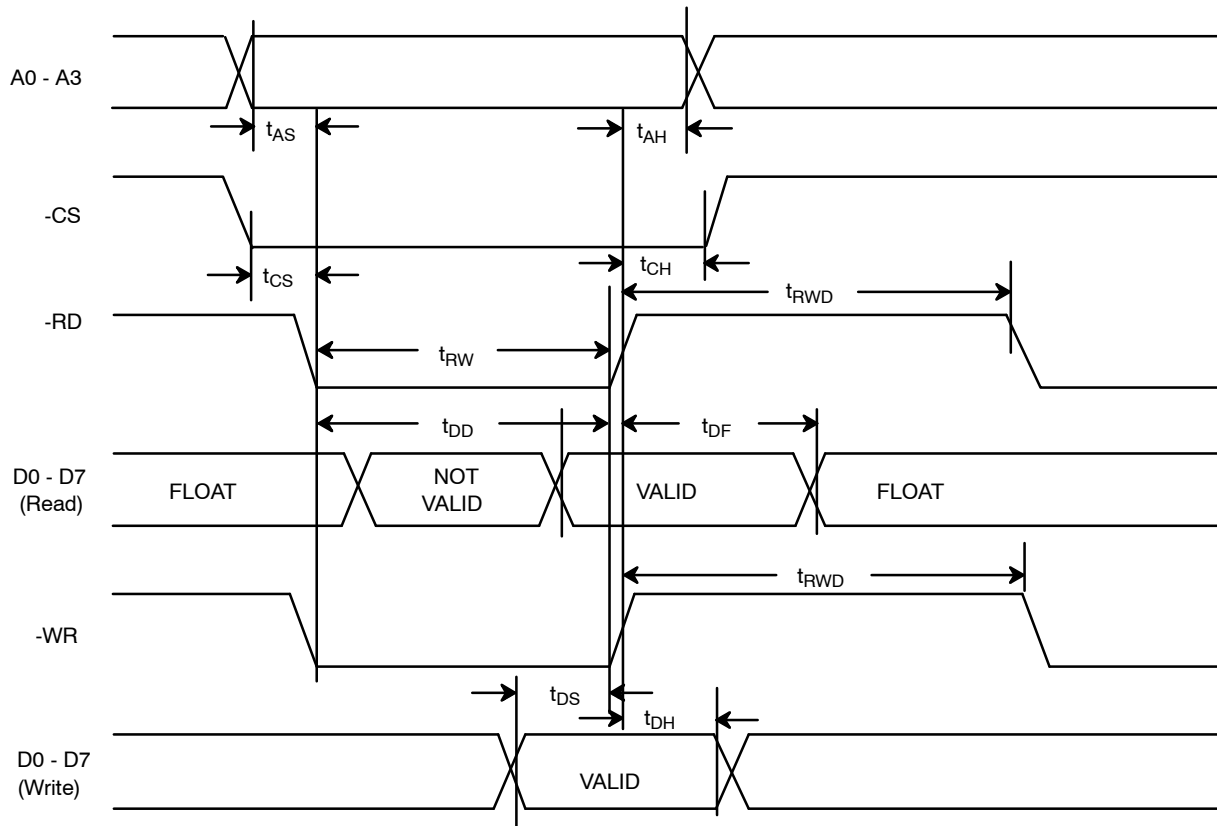 A0 - A3
tAS
tAH
-CS
tCS
tCH
tRWD
-RD
tRW
tDD
tDF
D0 - D7
(Read)
FLOAT
NOT
VALID
VALID
FLOAT
tRWD
-WR
tDS
tDH
D0 - D7
(Write)
VALID